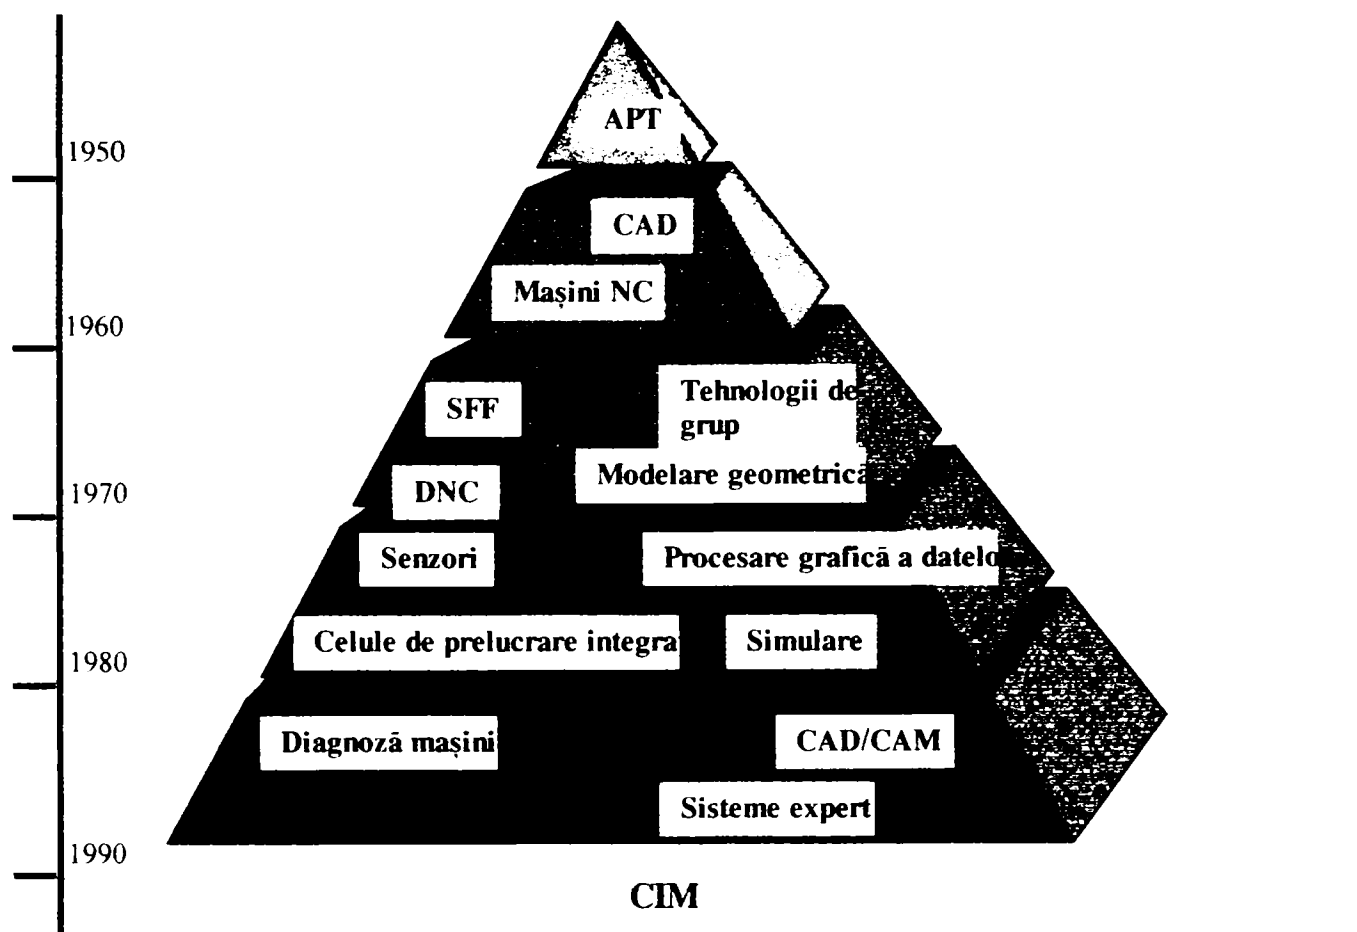 APT
1950
CAD
Mașini NC
1960
Tehnologii de
grup
SFF
Modelare geometrică
DNC
1970
Senzori
Procesare grafică a datelo
Celule de prelucrare integra
Simulare
1980
Diagnoză mașini
CAD/CAM
Sisteme expert
1990
CIM